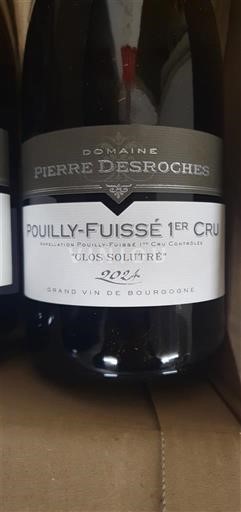 DOMAINE
PIERRE DESROCHES
POUILLY-FUISSÉ 1ER CRU
APPELLATION POUILLY-FUISSÉ 1ER CRU CONTRÔLÉE
"CLOS SOLUTRÉ"
2024
GRAND VIN DE BOURGOGNE